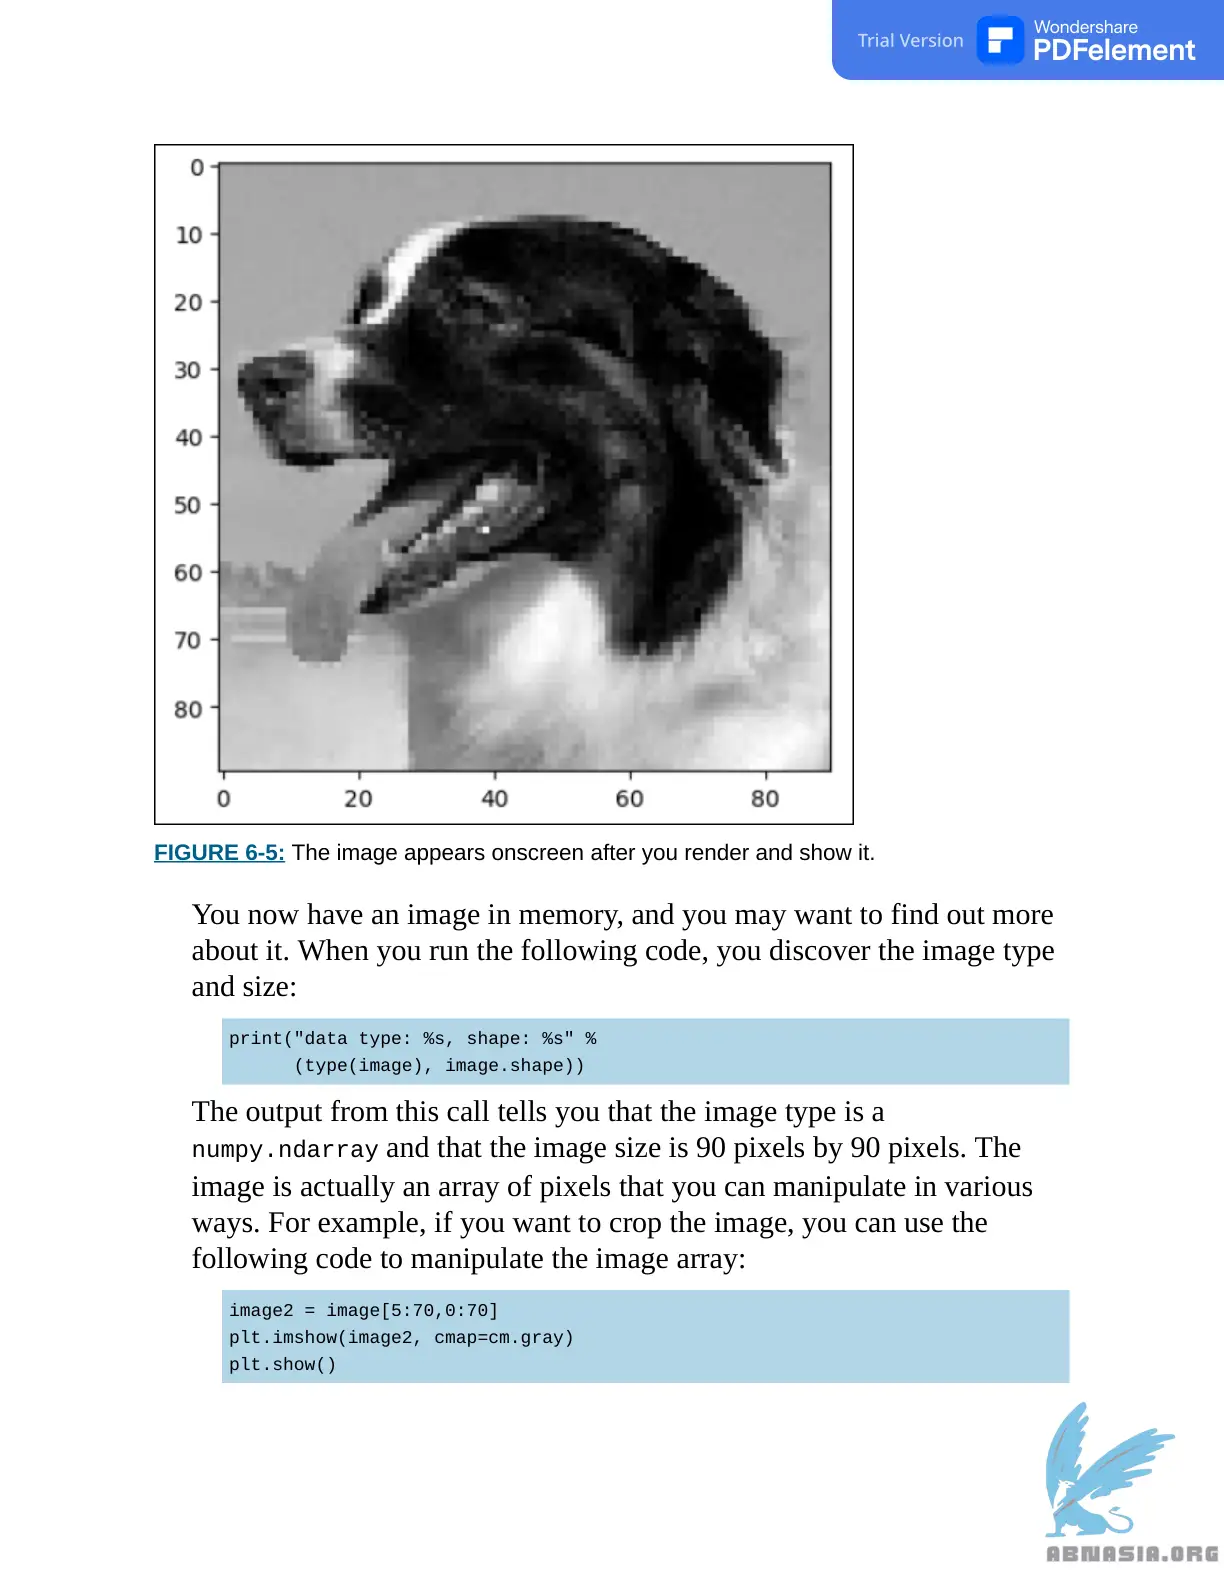 Trial Version
Wondershare
PDFelement
0
10
20
30
40
50
60
70
80
0 20 40 60 80
FIGURE 6-5: The image appears onscreen after you render and show it.
You now have an image in memory, and you may want to find out more
about it. When you run the following code, you discover the image type
and size:
print("data type: %s, shape: %s" %
(type(image), image.shape))
The output from this call tells you that the image type is a
numpy.ndarray and that the image size is 90 pixels by 90 pixels. The
image is actually an array of pixels that you can manipulate in various
ways. For example, if you want to crop the image, you can use the
following code to manipulate the image array:
image2 = image[5:70,0:70]
plt.imshow(image2, cmap=cm.gray)
plt.show()
ABNASIA.ORG